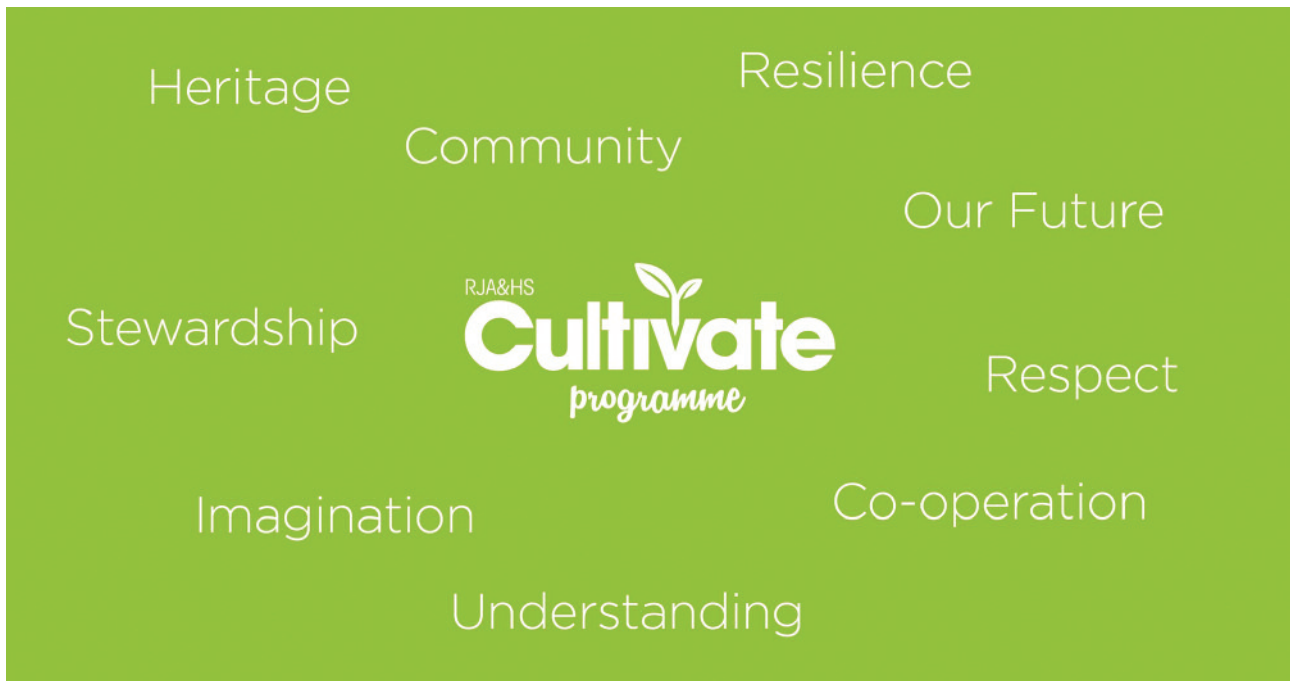 Heritage
Resilience
Community
Our Future
RJA&HS
Cultivate
programme
Stewardship
Respect
Imagination
Co-operation
Understanding